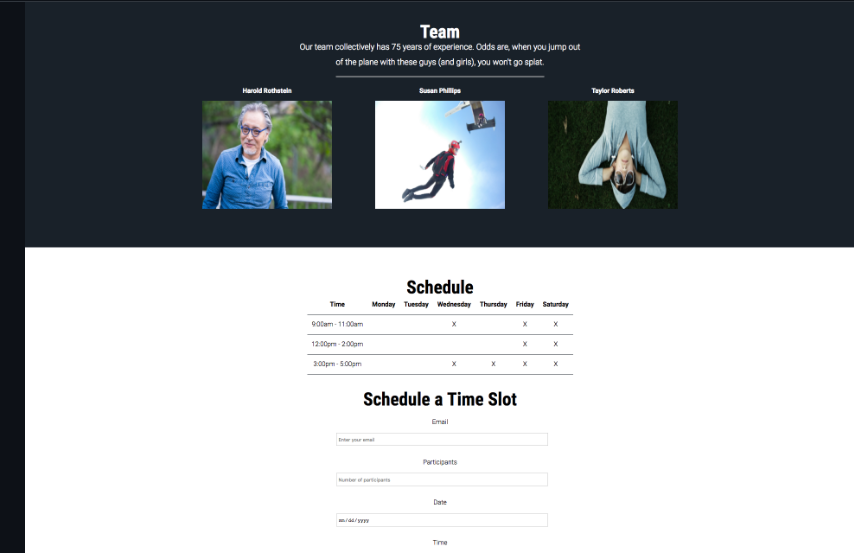 Team
Our team collectively has 75 years of experience. Odds are, when you jump out
of the plane with these guys (and girls), you won't go splat.
Harold Rothstein Susan Phillips Taylor Roberts
Schedule
Time Monday Tuesday Wednesday Thursday Friday Saturday
9:00am - 11:00am X X X
12:00pm - 2:00pm X X
3:00pm - 5:00pm X X X X
Schedule a Time Slot
Email
Enter your email
Participants
Number of participants
Date
mm/dd/yyyy
Time